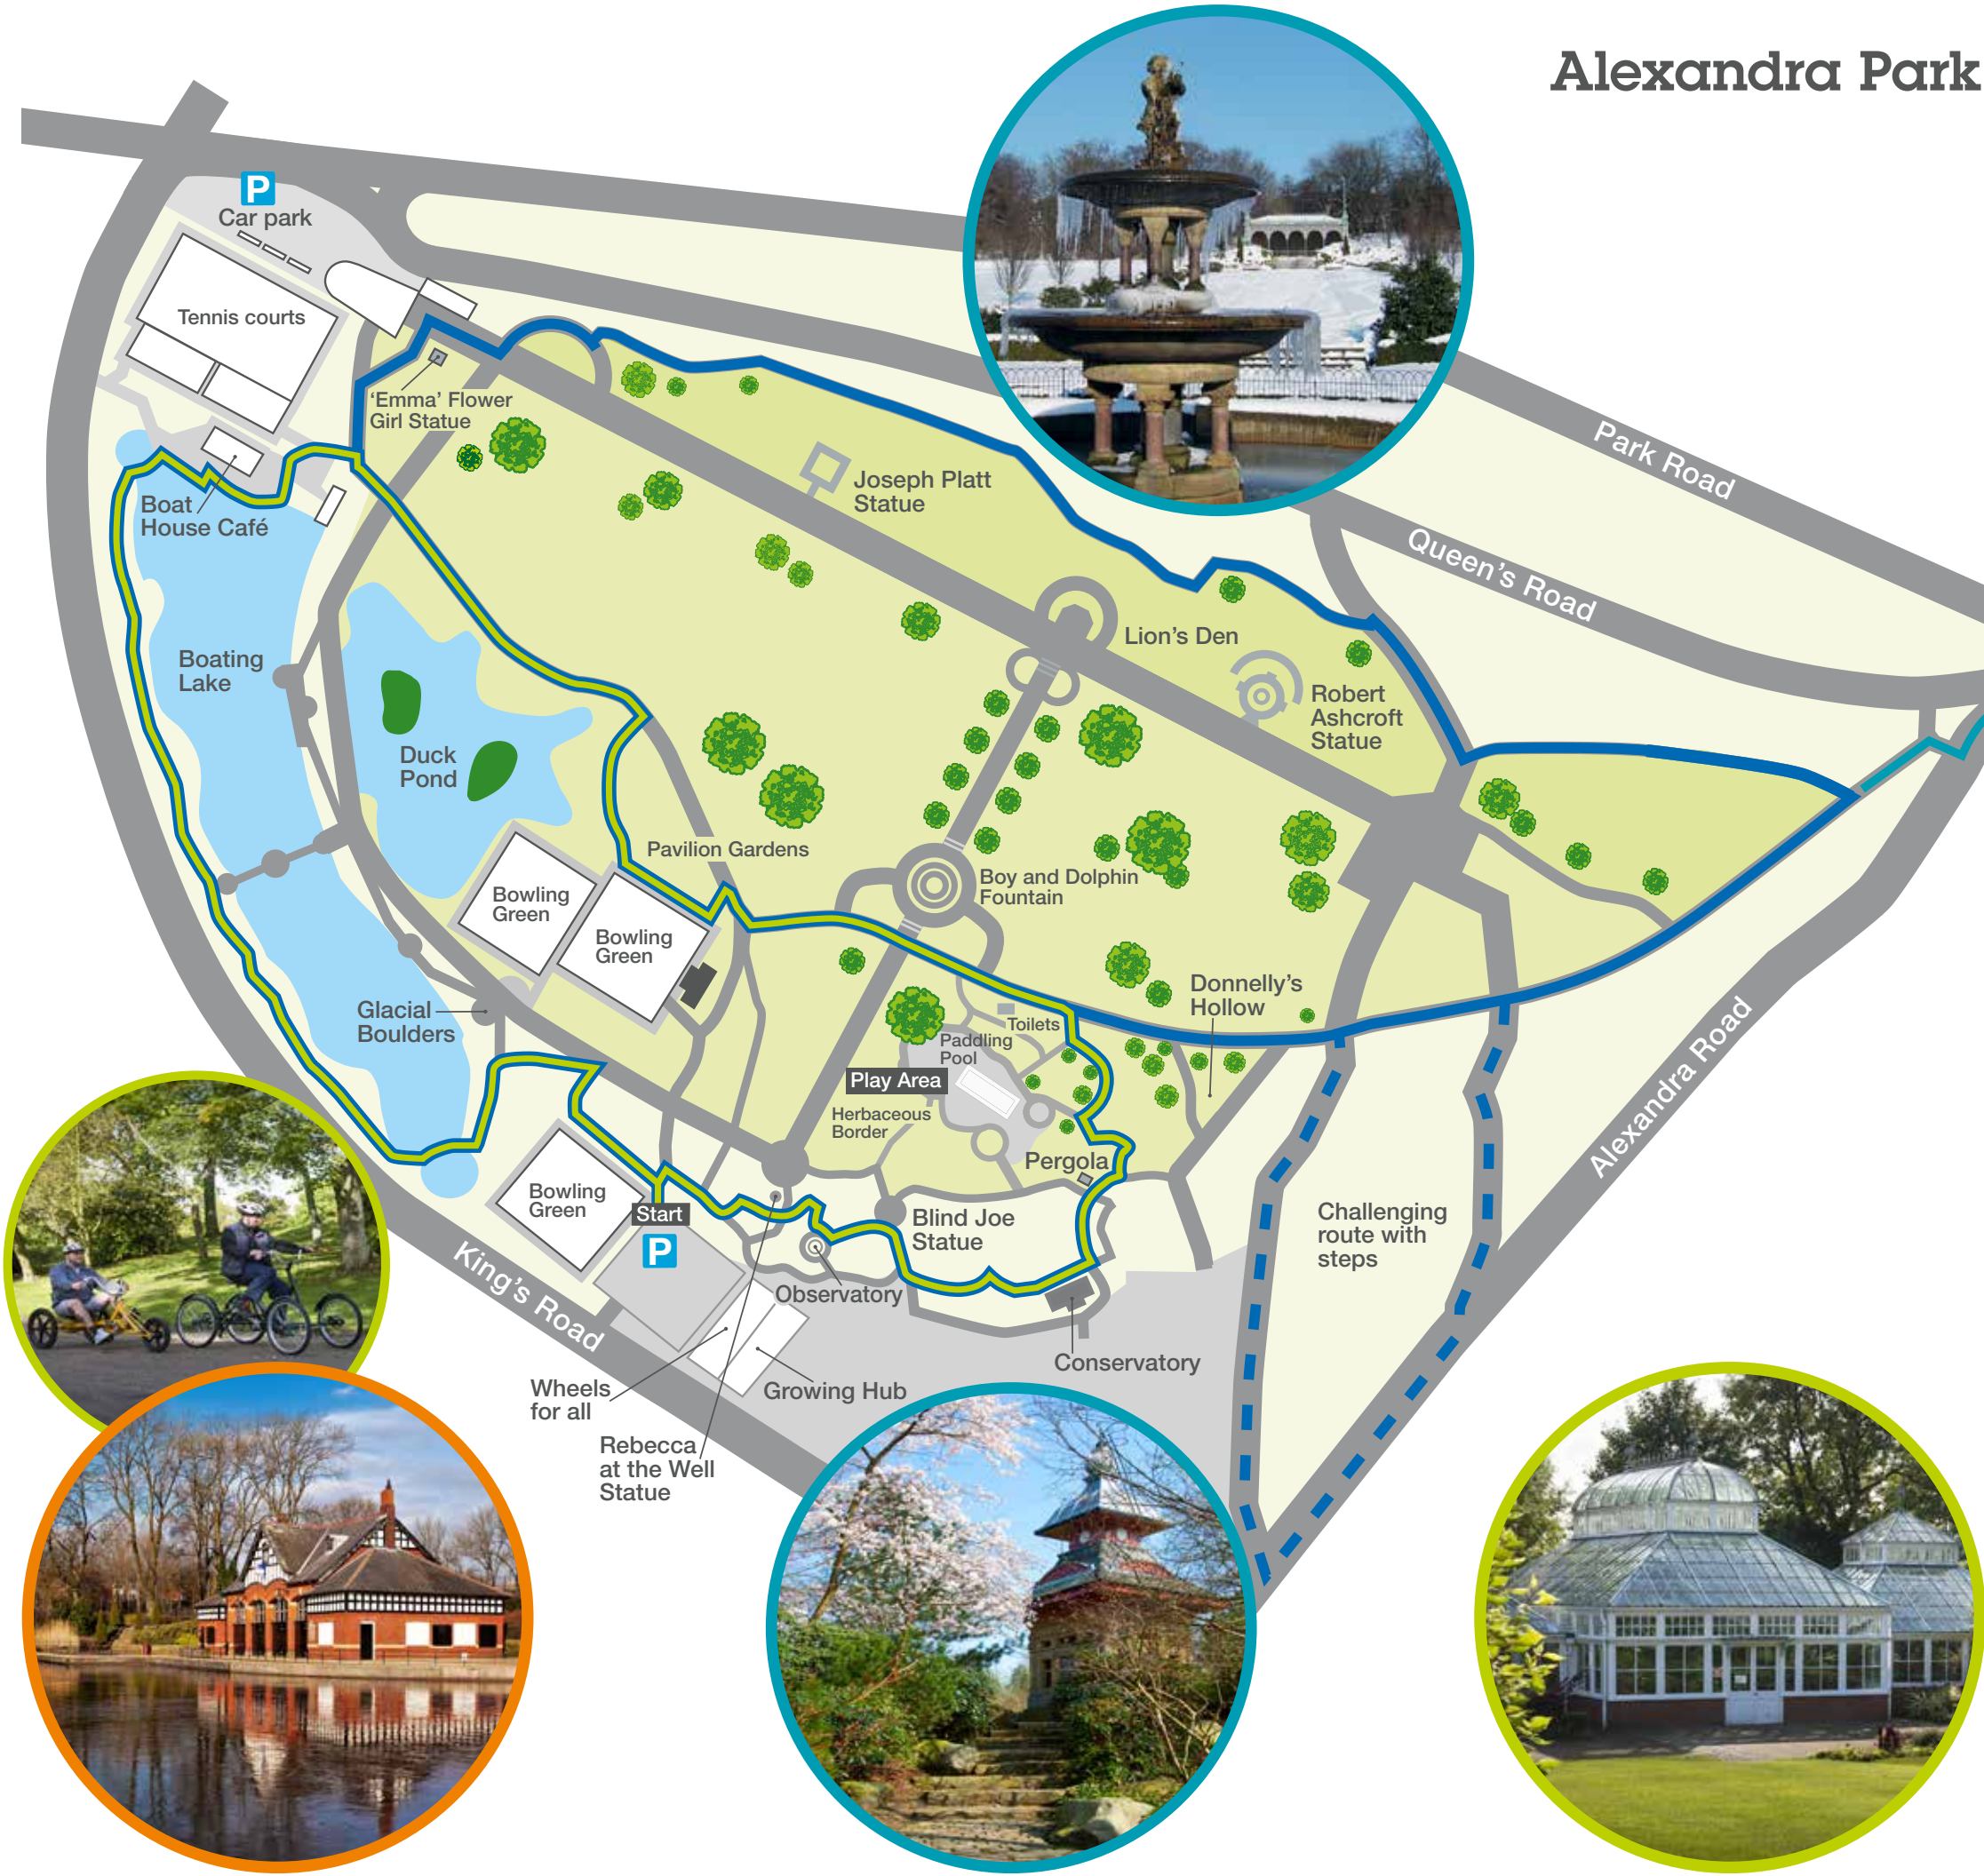 Alexandra Park
P
Car park
Tennis courts
‘Emma’ Flower
Girl Statue
Boat
House Café
Joseph Platt
Statue
Park Road
Queen's Road
Lion's Den
Boating
Lake
Robert
Ashcroft
Statue
Duck
Pond
Pavilion Gardens
Bowling
Green
Bowling
Green
Boy and Dolphin
Fountain
Donnelly's
Hollow
Glacial
Boulders
Toilets
Paddling
Pool
Play Area
Herbaceous
Border
Alexandra Road
Pergola
Bowling
Green
Start
P
Blind Joe
Statue
Challenging
route with
steps
King's Road
Observatory
Conservatory
Wheels
for all
Growing Hub
Rebecca
at the Well
Statue